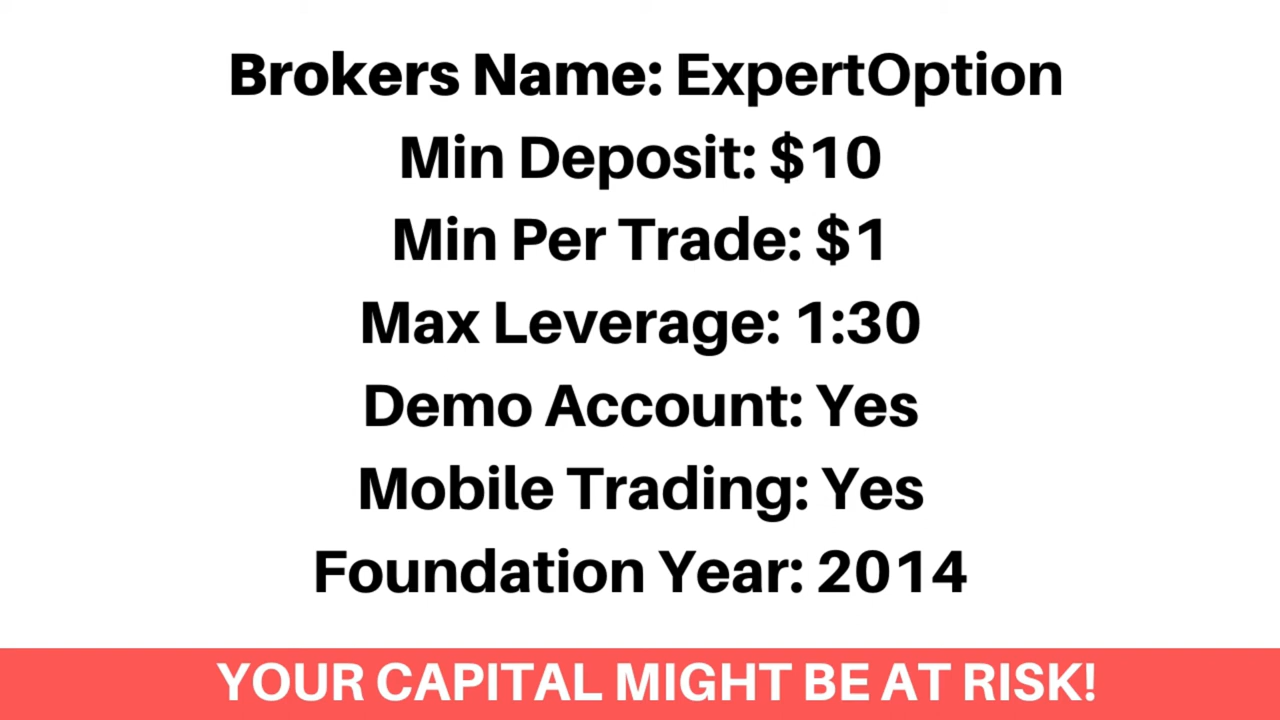 Brokers Name: ExpertOption
Min Deposit: $10
Min Per Trade: $1
Max Leverage: 1:30
Demo Account: Yes
Mobile Trading: Yes
Foundation Year: 2014
YOUR CAPITAL MIGHT BE AT RISK!